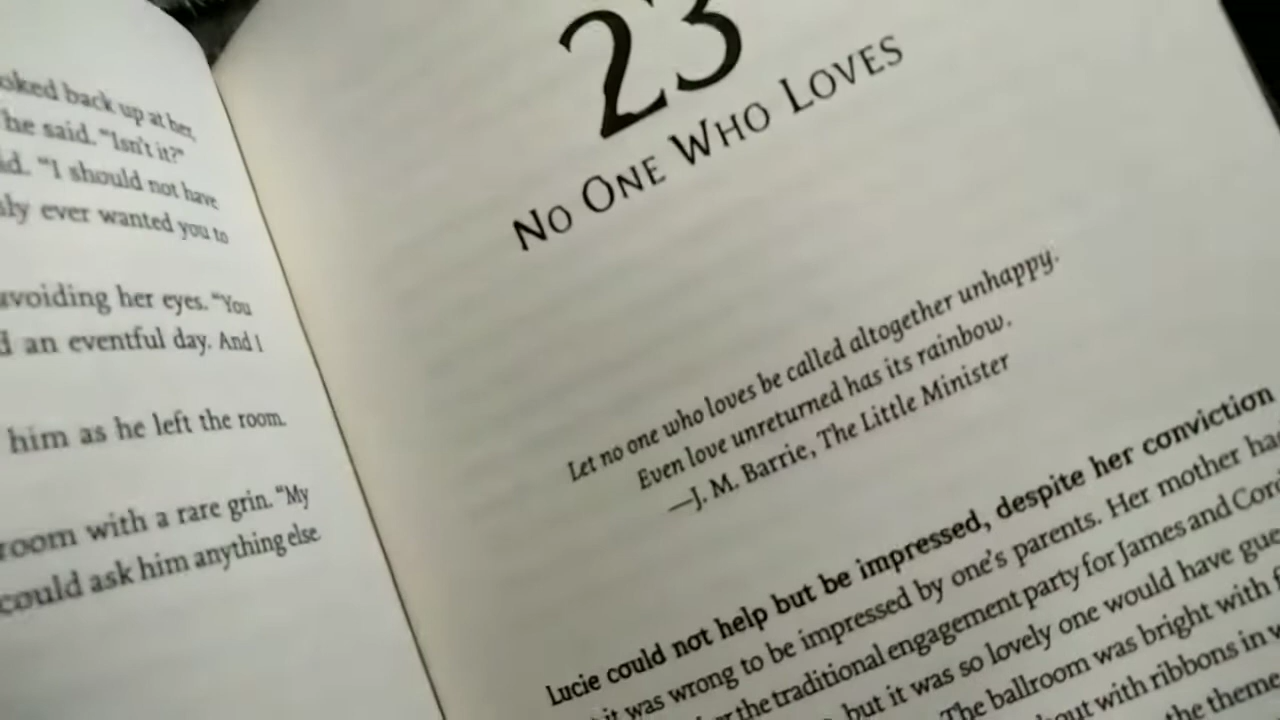 oked back up at her,
he said. "Isn't it?"
id. "I should not have
sly ever wanted you to
avoiding her eyes. "You
d an eventful day. And I
him as he left the room.
room with a rare grin. "My
could ask him anything else.
23
NO ONE WHO LOVES
Let no one who loves be called altogether unhappy.
Even love unreturned has its rainbow.
—J. M. Barrie, The Little Minister
Lucie could not help but be impressed, despite her conviction
it was wrong to be impressed by one's parents. Her mother ha
the traditional engagement party for James and Cord
but it was so lovely one would have gue
The ballroom was bright with f
out with ribbons in w
the theme